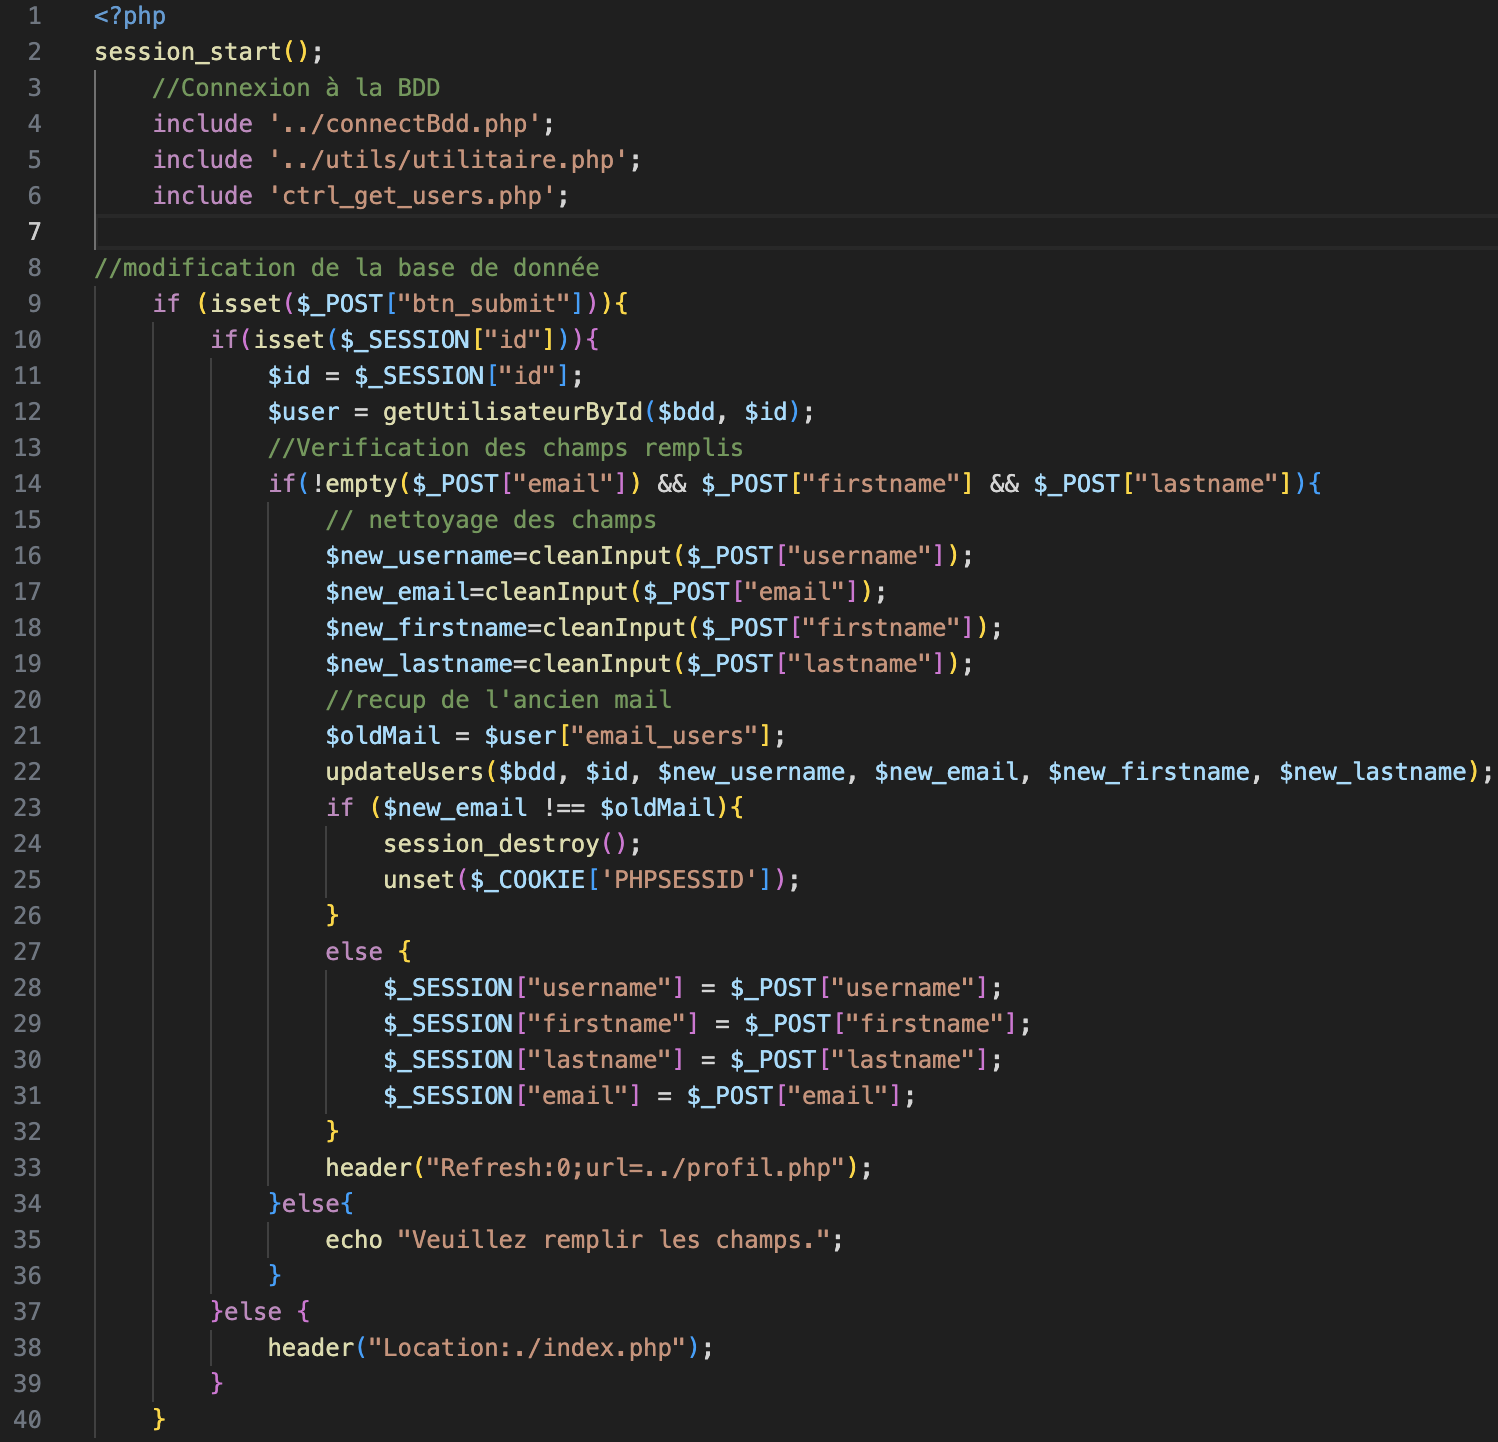 1 <?php
2 session_start();
3 //Connexion à la BDD
4 include '../connectBdd.php';
5 include '../utils/utilitaire.php';
6 include 'ctrl_get_users.php';
7
8 //modification de la base de donnée
9 if (isset($_POST["btn_submit"])){
10 if(isset($_SESSION["id"])){
11 $id = $_SESSION["id"];
12 $user = getUtilisateurById($bdd, $id);
13 //Verification des champs remplis
14 if(!empty($_POST["email"]) && $_POST["firstname"] && $_POST["lastname"]){
15 // nettoyage des champs
16 $new_username=cleanInput($_POST["username"]);
17 $new_email=cleanInput($_POST["email"]);
18 $new_firstname=cleanInput($_POST["firstname"]);
19 $new_lastname=cleanInput($_POST["lastname"]);
20 //recup de l'ancien mail
21 $oldMail = $user["email_users"];
22 updateUsers($bdd, $id, $new_username, $new_email, $new_firstname, $new_lastname);
23 if ($new_email !== $oldMail){
24 session_destroy();
25 unset($_COOKIE['PHPSESSID']);
26 }
27 else {
28 $_SESSION["username"] = $_POST["username"];
29 $_SESSION["firstname"] = $_POST["firstname"];
30 $_SESSION["lastname"] = $_POST["lastname"];
31 $_SESSION["email"] = $_POST["email"];
32 }
33 header("Refresh:0;url=../profil.php");
34 }else{
35 echo "Veuillez remplir les champs.";
36 }
37 }else {
38 header("Location:./index.php");
39 }
40 }